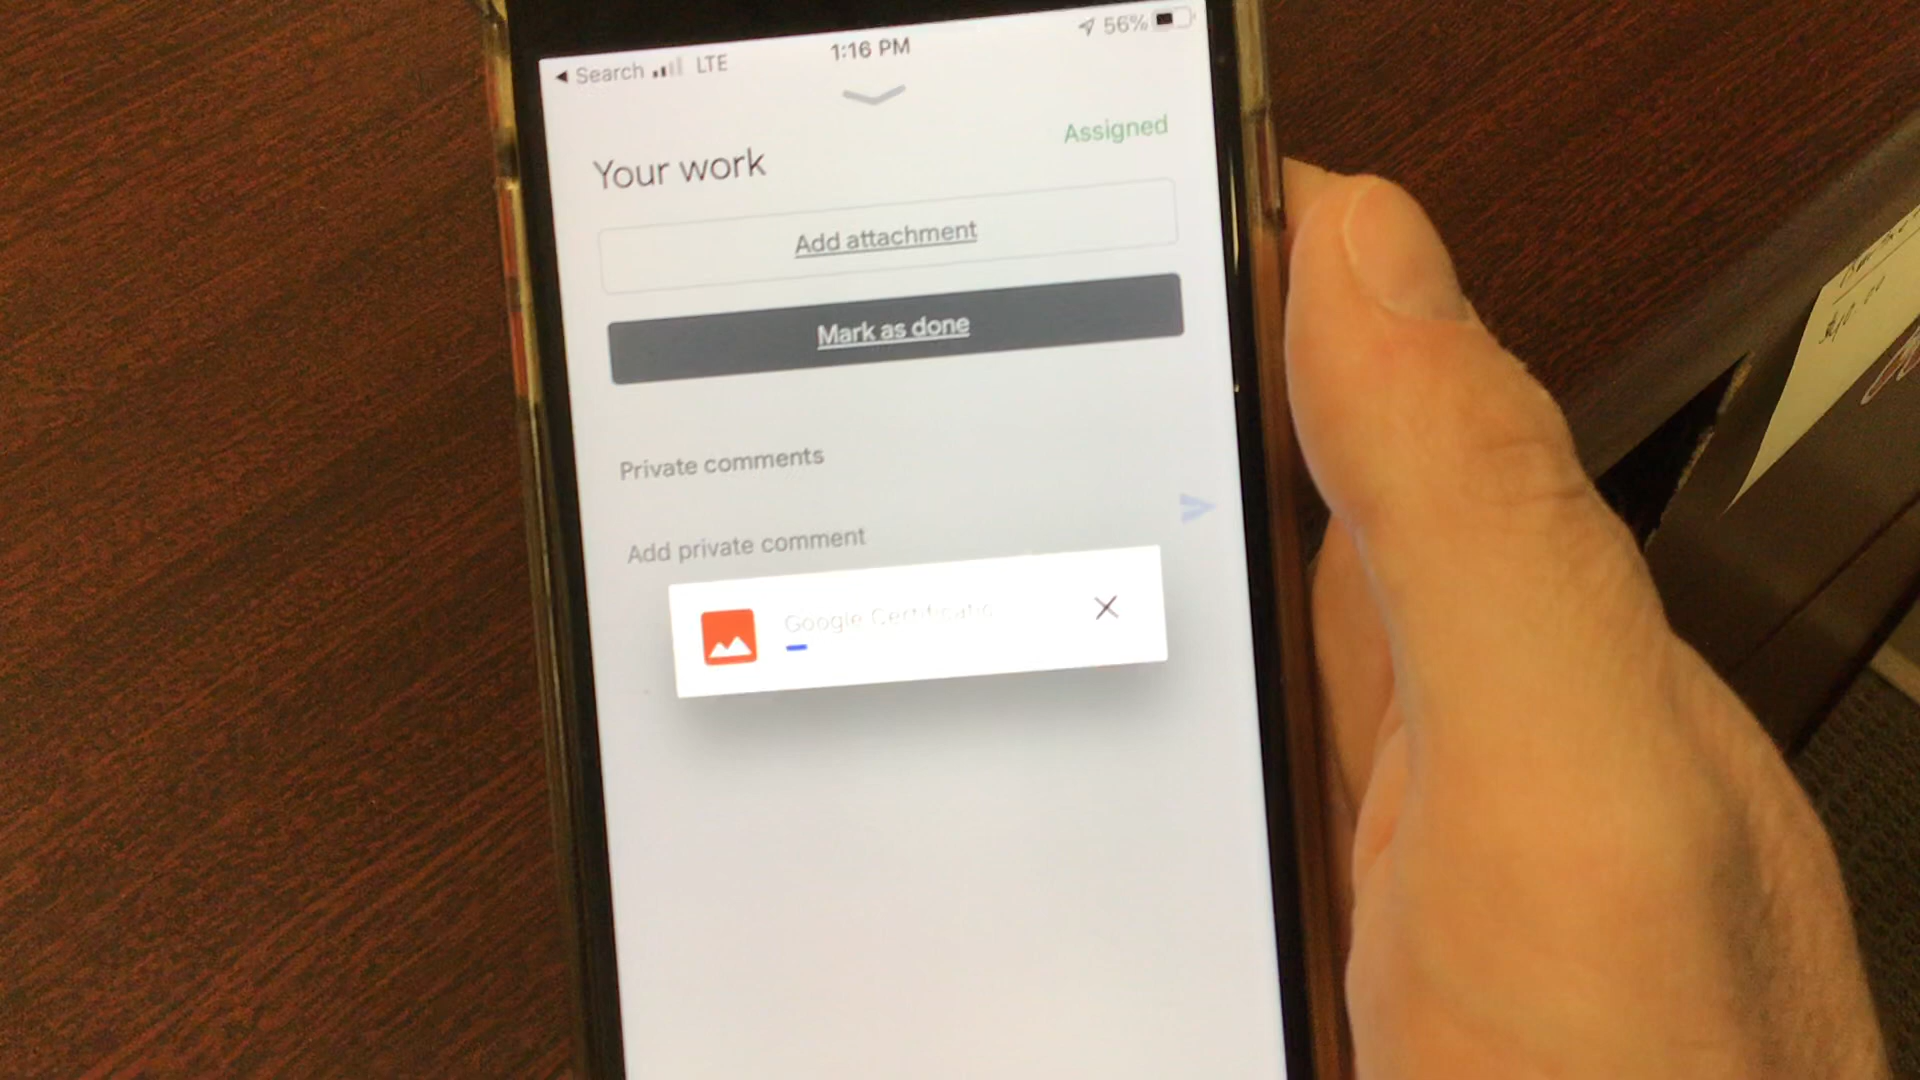 Search LTE
1:16 PM
56%
Assigned
Your work
Add attachment
Mark as done
Private comments
Add private comment
Google